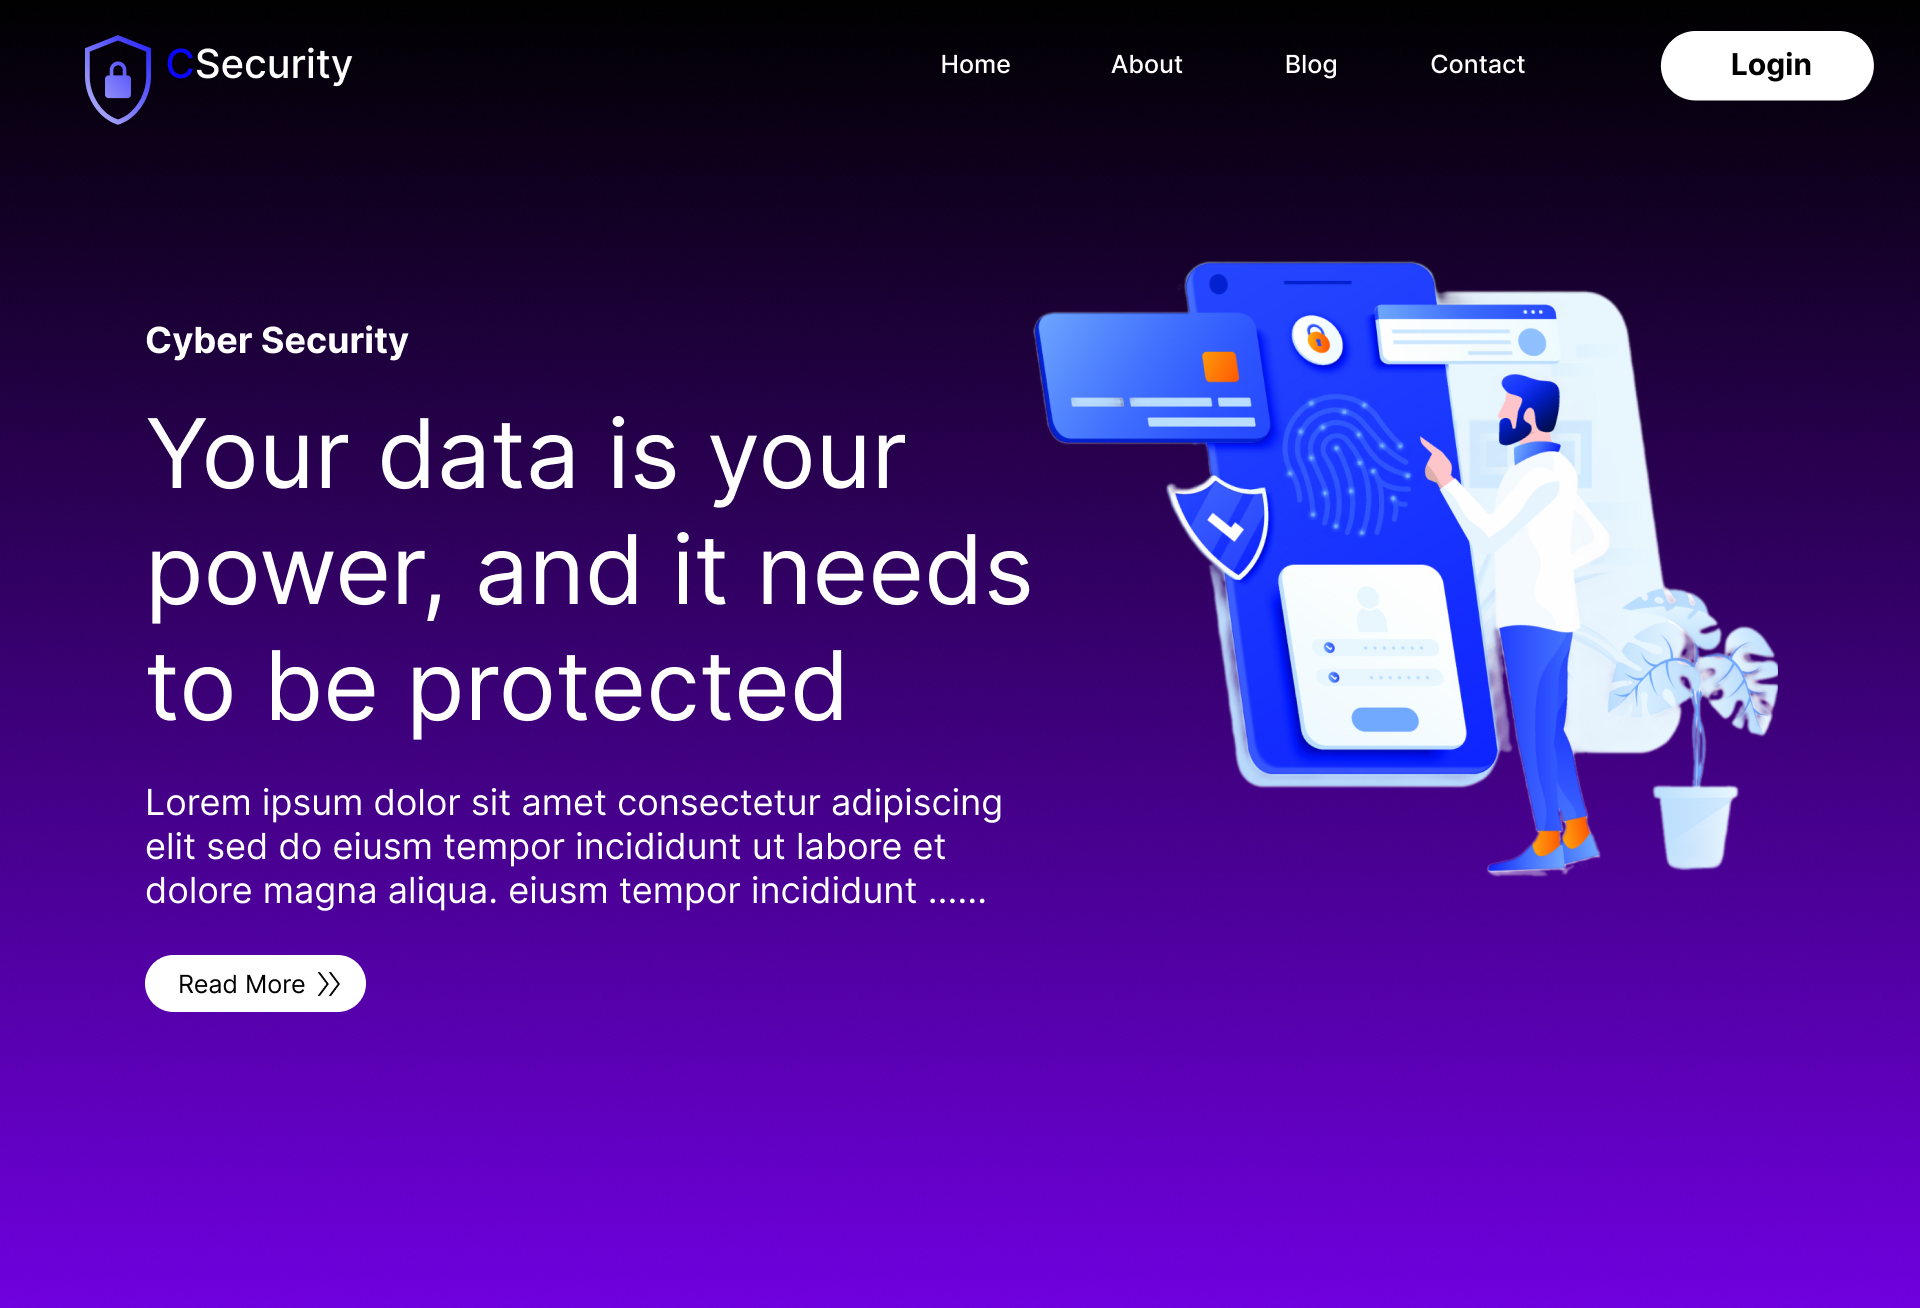 CSecurity
Home About Blog Contact Login
Cyber Security
Your data is your
power, and it needs
to be protected
Lorem ipsum dolor sit amet consectetur adipiscing
elit sed do eiusm tempor incididunt ut labore et
dolore magna aliqua. eiusm tempor incididunt ......
Read More